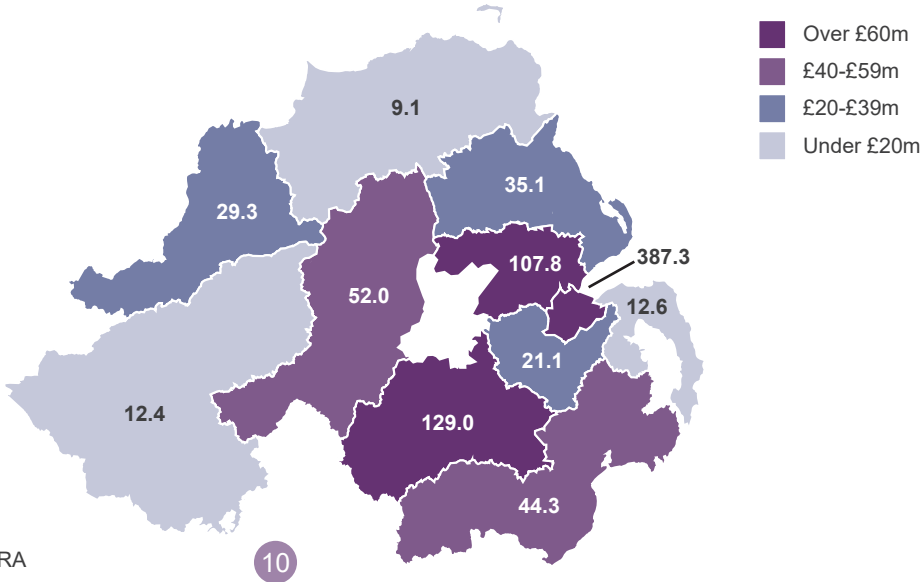 Over £60m
£40-£59m
£20-£39m
Under £20m
9.1
35.1
29.3
107.8
387.3
52.0
12.6
21.1
12.4
129.0
44.3
RA
10